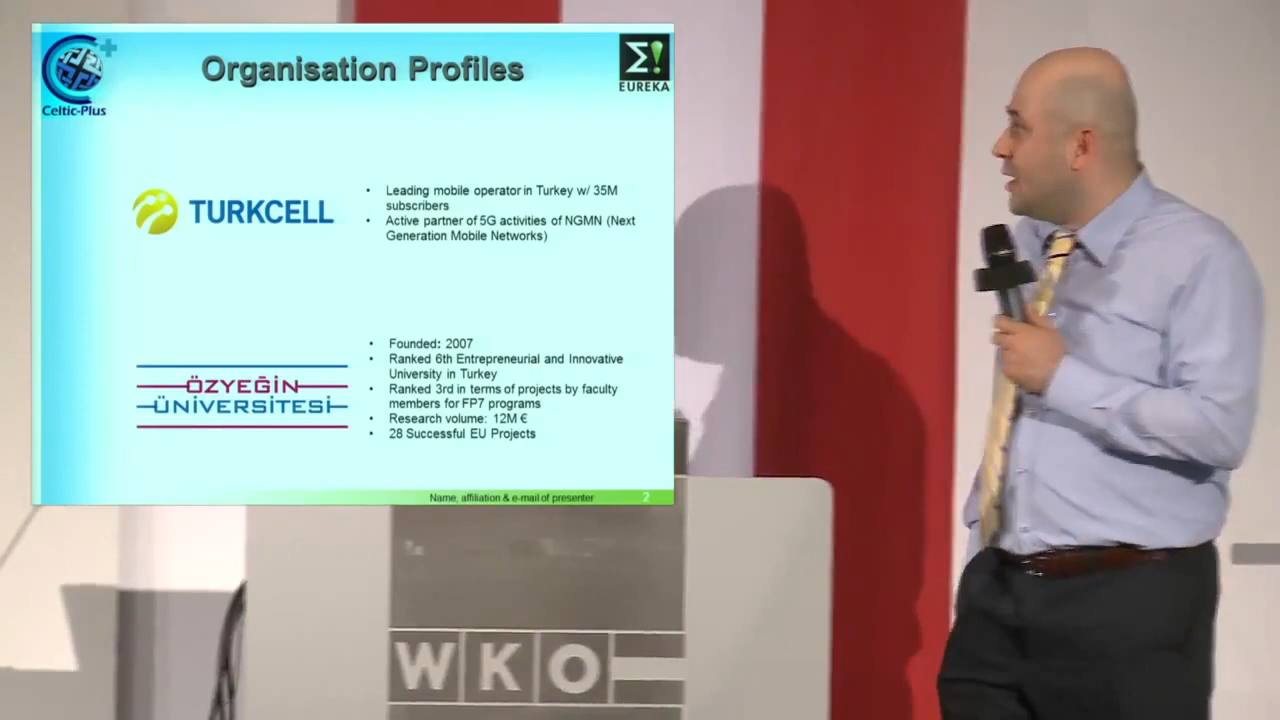 Organisation Profiles
Celtic-Plus
Σ!
EUREKA
TURKCELL
• Leading mobile operator in Turkey w/ 35M
subscribers
• Active partner of 5G activities of NGMN (Next
Generation Mobile Networks)
ÖZYEĞİN
ÜNİVERSİTESİ
• Founded: 2007
• Ranked 6th Entrepreneurial and Innovative
University in Turkey
• Ranked 3rd in terms of projects by faculty
members for FP7 programs
• Research volume: 12M €
• 28 Successful EU Projects
Name, affiliation & e-mail of presenter 2
WKO